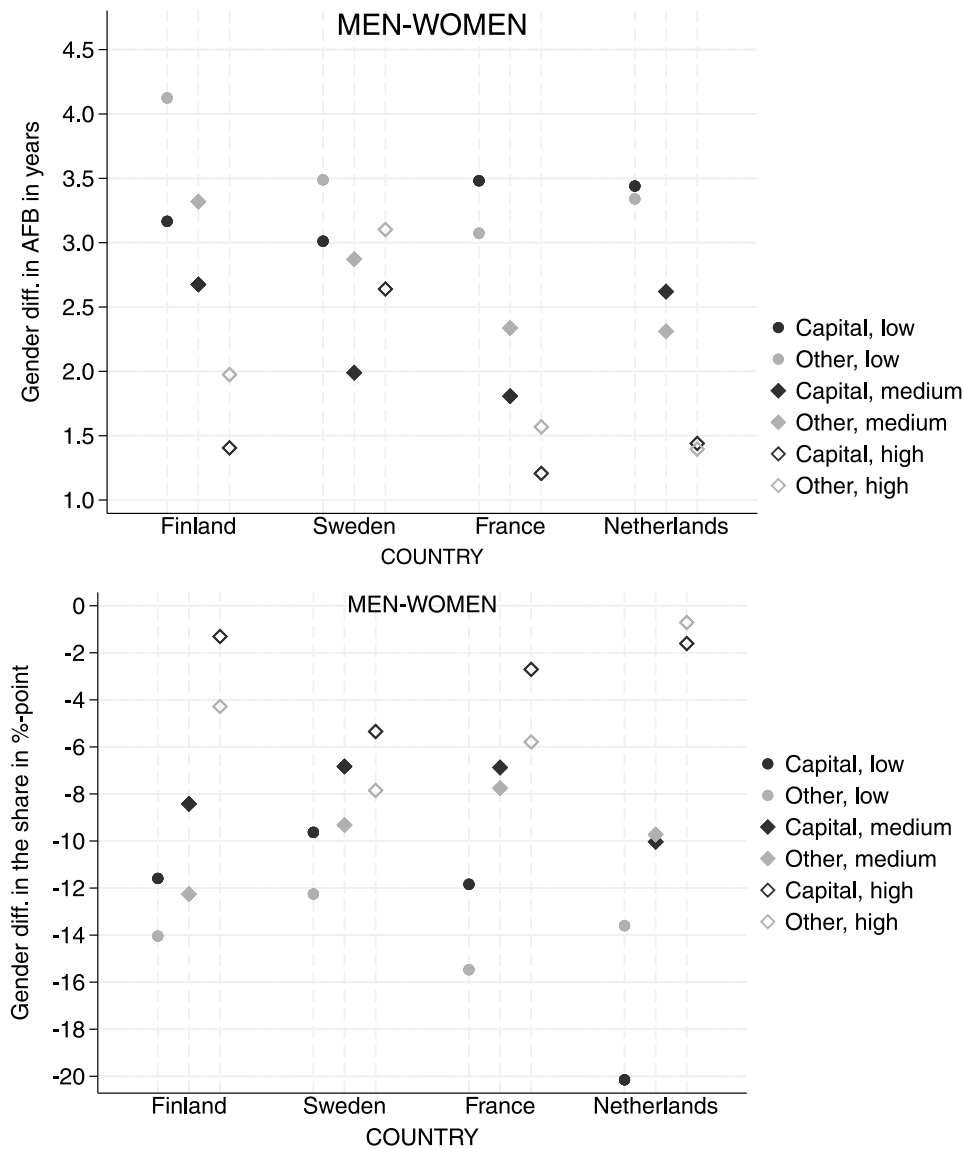 MEN-WOMEN
Gender diff. in AFB in years
4.5
4.0
3.5
3.0
2.5
2.0
1.5
1.0
Finland Sweden France Netherlands
COUNTRY
Capital, low
Other, low
Capital, medium
Other, medium
Capital, high
Other, high
MEN-WOMEN
Gender diff. in the share in %-point
0
-2
-4
-6
-8
-10
-12
-14
-16
-18
-20
Finland Sweden France Netherlands
COUNTRY
Capital, low
Other, low
Capital, medium
Other, medium
Capital, high
Other, high